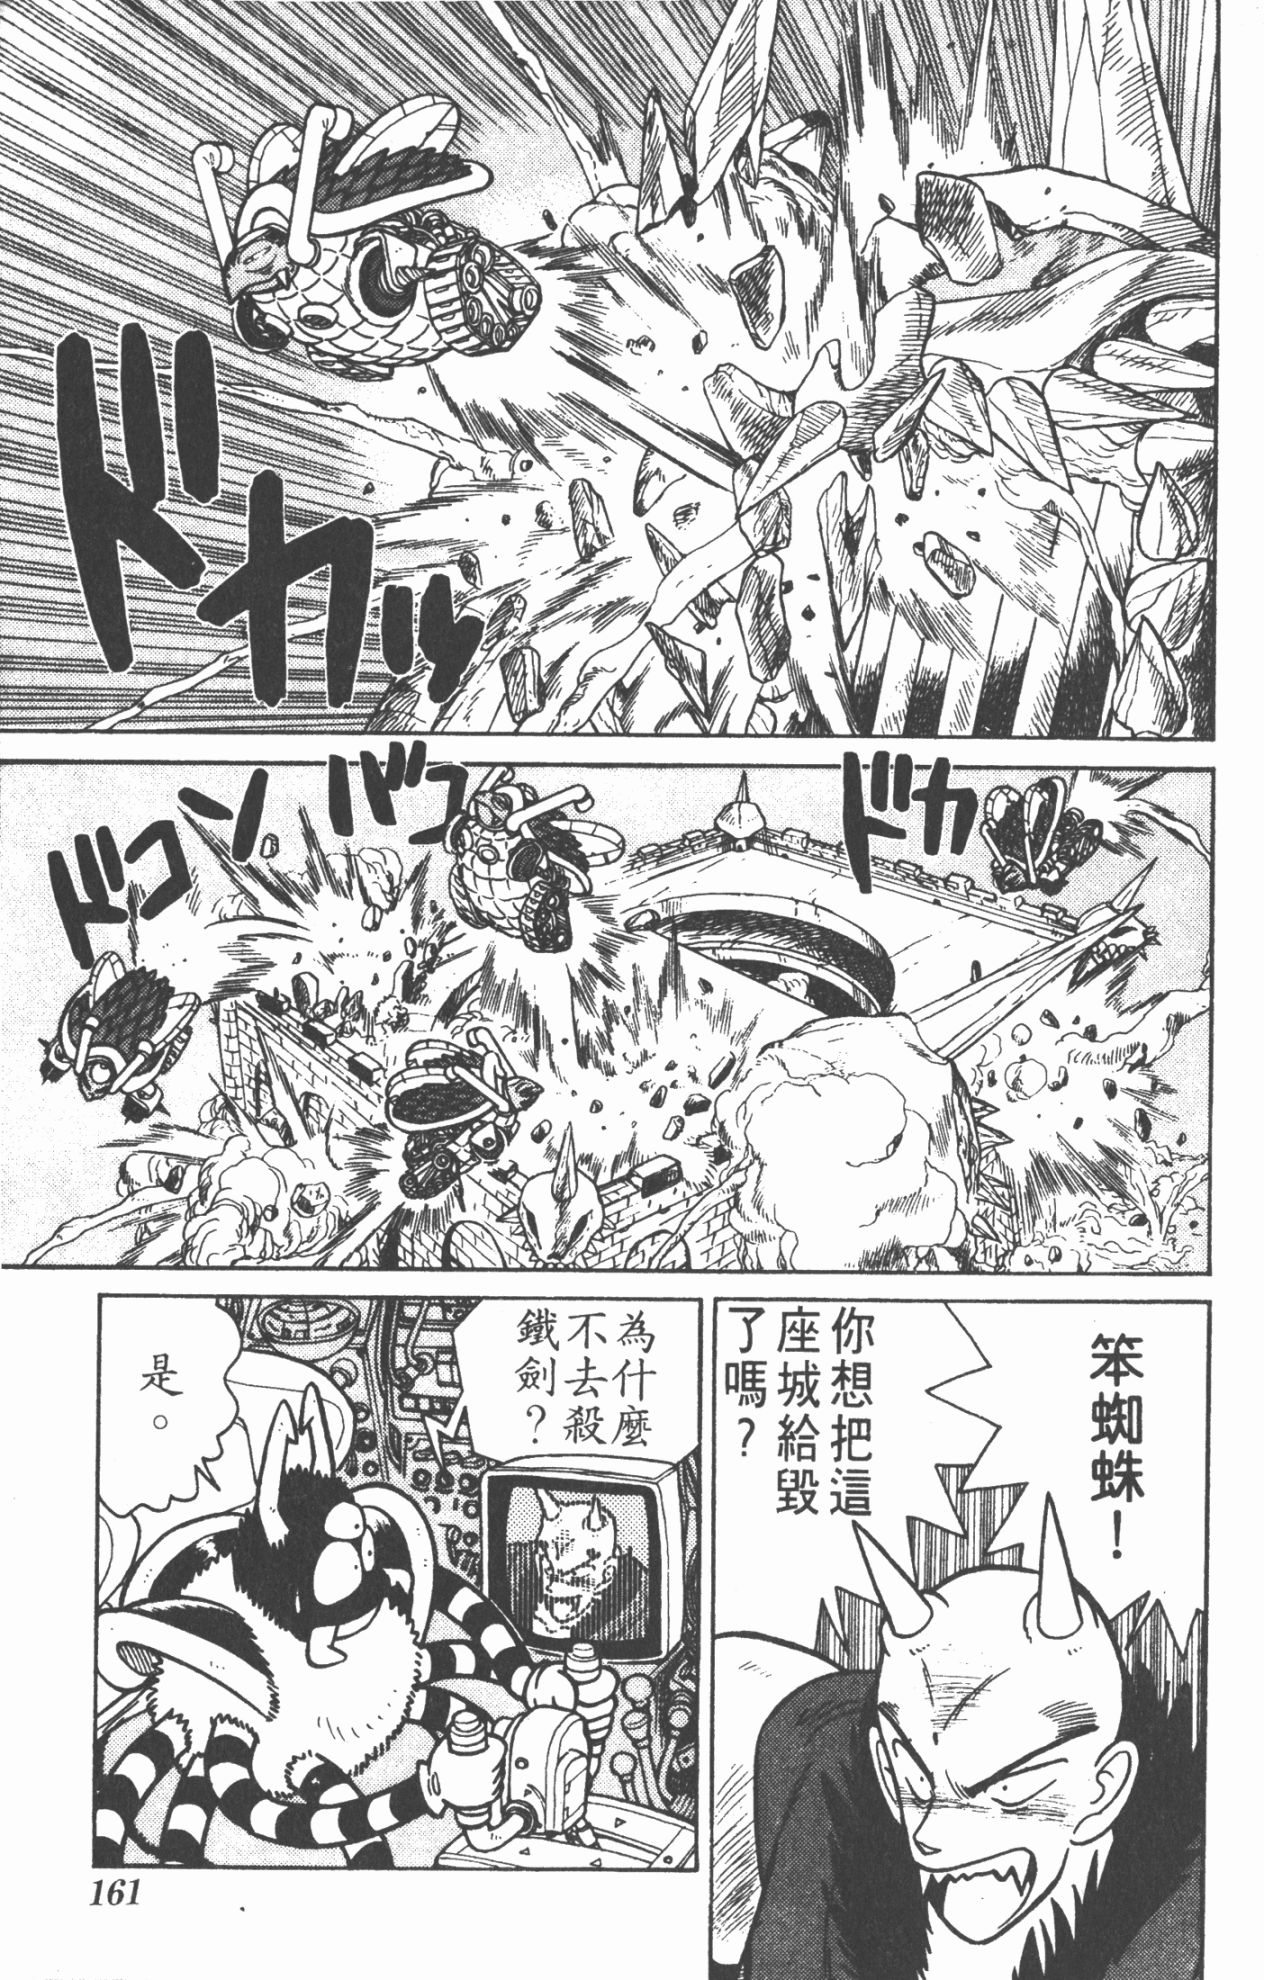 ドカッ
ドカ
バコ
ドコン
笨蜘蛛！
你想把這
座城給毀
了嗎？
為什麼
不去殺
鐵劍？
是。
161